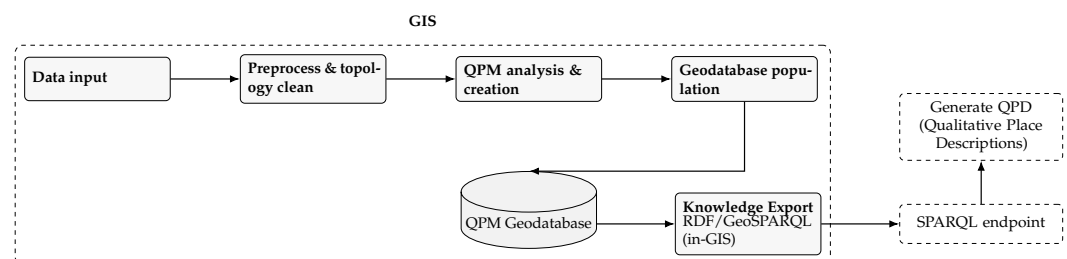 GIS
Data input
Preprocess & topol-
ogy clean
QPM analysis &
creation
Geodatabase popu-
lation
Generate QPD
(Qualitative Place
Descriptions)
QPM Geodatabase
Knowledge Export
RDF/GeoSPARQL
(in-GIS)
SPARQL endpoint